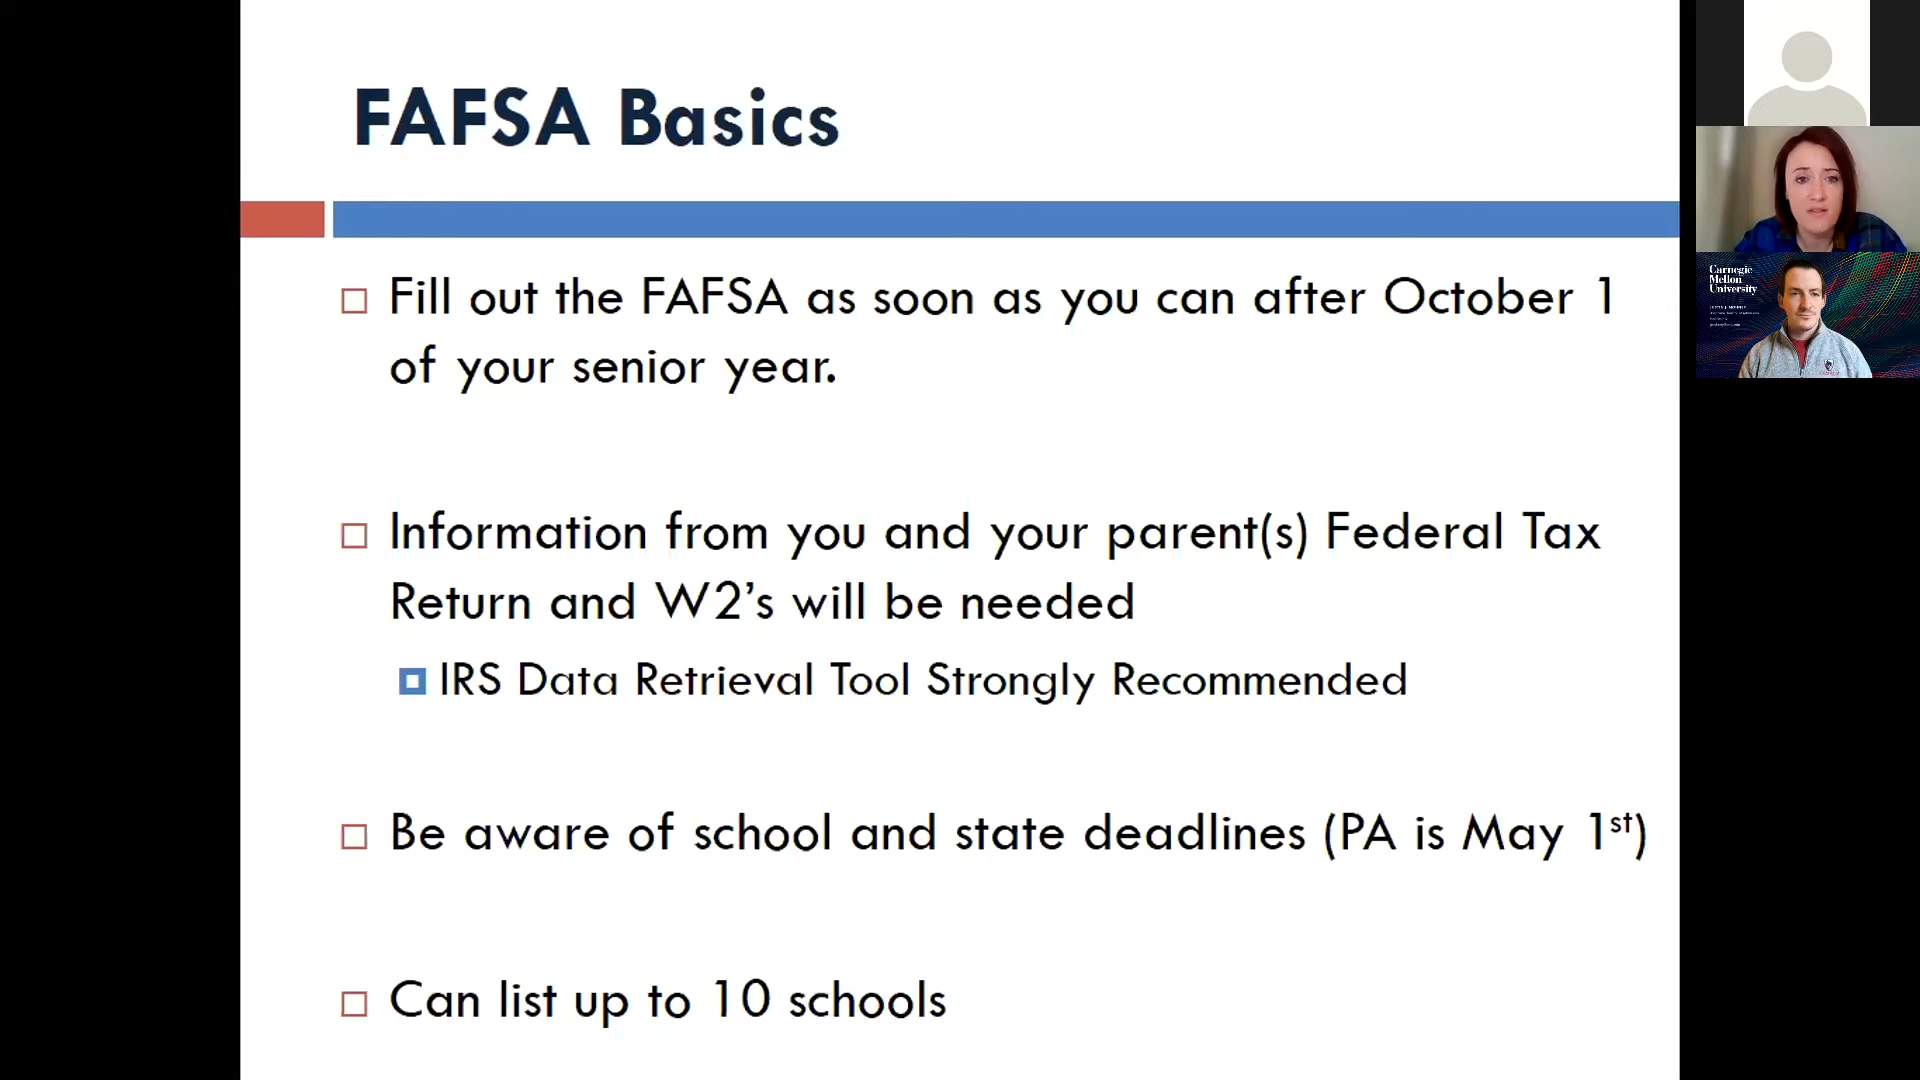 FAFSA Basics
Fill out the FAFSA as soon as you can after October 1
of your senior year.
Information from you and your parent(s) Federal Tax
Return and W2’s will be needed
IRS Data Retrieval Tool Strongly Recommended
Be aware of school and state deadlines (PA is May 1st)
Can list up to 10 schools
Carnegie
Mellon
University